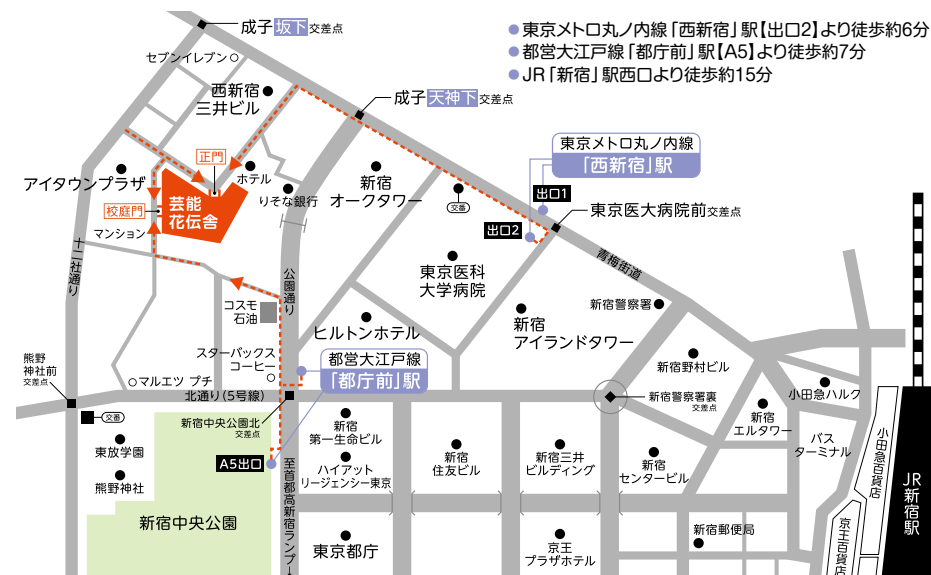 成子坂下交差点
セブンイレブン
西新宿
三井ビル
成子天神下交差点
東京メトロ丸ノ内線「西新宿」駅【出口2】より徒歩約6分
都営大江戸線「都庁前」駅【A5】より徒歩約7分
JR「新宿」駅西口より徒歩約15分
東京メトロ丸ノ内線
「西新宿」駅
正門
ホテル
りそな銀行
新宿
オークタワー
交番
出口1
出口2
東京医大病院前交差点
アイタウンプラザ
校庭門
芸能
花伝舎
マンション
十二社通り
公園通り
青梅街道
東京医科
大学病院
コスモ
石油
ヒルトンホテル
新宿
アイランドタワー
新宿警察署
スターバックス
コーヒー
都営大江戸線
「都庁前」駅
新宿野村ビル
熊野
神社前
交差点
マルエツ プチ
北通り(5号線)
新宿警察署裏
交差点
小田急ハルク
交番
新宿中央公園北
交差点
新宿
第一生命ビル
新宿
エルタワー
バス
ターミナル
小田急百貨店
東放学園
A5出口
ハイアット
リージェンシー東京
新宿
住友ビル
新宿三井
ビルディング
新宿
センタービル
JR新宿駅
熊野神社
至首都高新宿ランプ→
新宿中央公園
東京都庁
京王
プラザホテル
新宿郵便局
京王百貨店